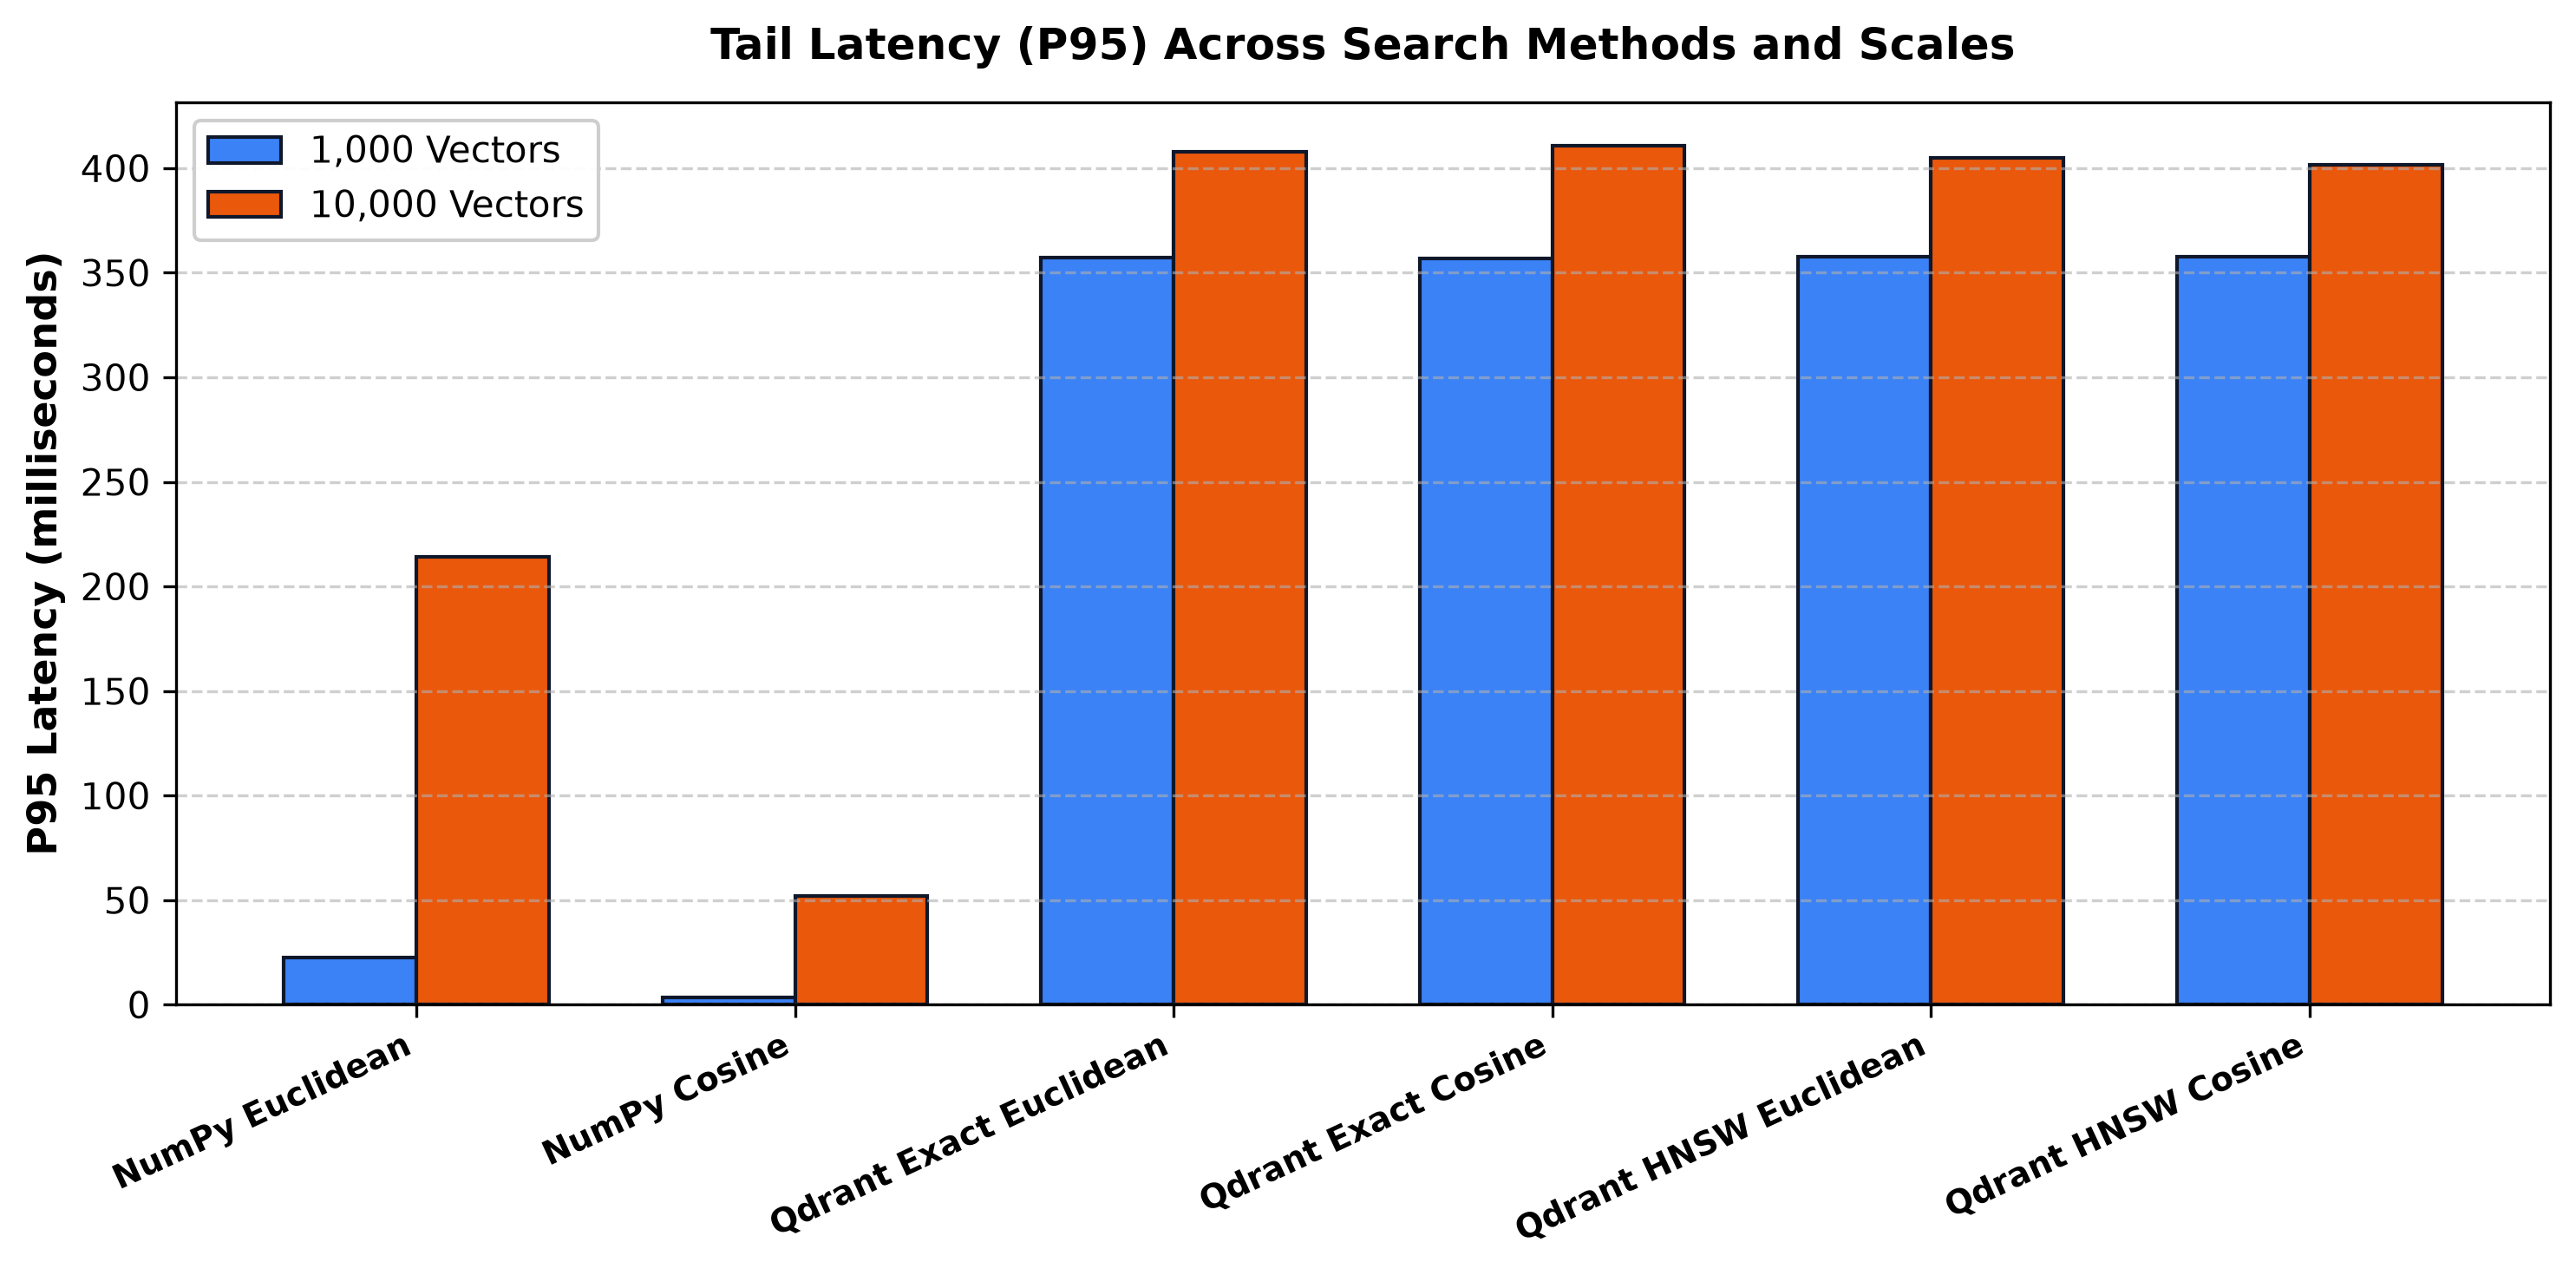 Tail Latency (P95) Across Search Methods and Scales
1,000 Vectors
10,000 Vectors
P95 Latency (milliseconds)
400
350
300
250
200
150
100
50
0
NumPy Euclidean
NumPy Cosine
Qdrant Exact Euclidean
Qdrant Exact Cosine
Qdrant HNSW Euclidean
Qdrant HNSW Cosine